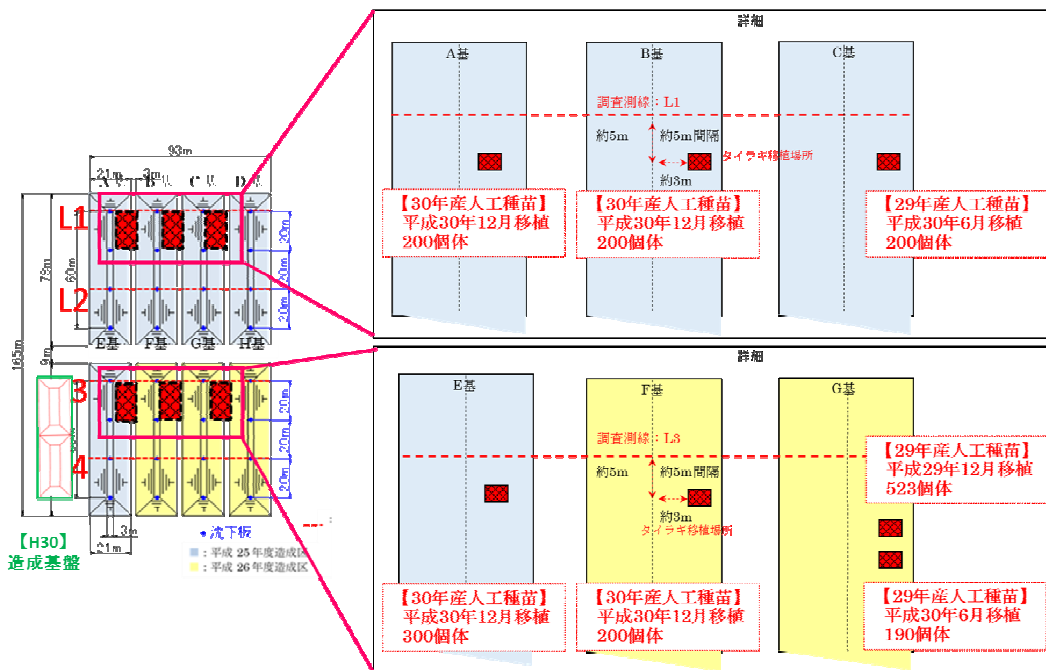 93m
21m
3m
A 基
B 基
C 基
D 基
L1
L2
79m
60m
20m
20m
20m
165m
E基
F基
G基
H基
9m
3
4
20m
20m
20m
3m
21m
【H30】
造成基盤
流下板
：平成 25年度造成区
：平成 26年度造成区
詳細
A基
B基
C基
調査測線：L1
約5m
約5m間隔
タイラギ移植場所
約3m
【30年産人工種苗】
平成30年12月移植
200個体
【30年産人工種苗】
平成30年12月移植
200個体
【29年産人工種苗】
平成30年6月移植
200個体
詳細
E基
F基
G基
調査測線：L3
約5m
約5m間隔
約3m
タイラギ移植場所
【29年産人工種苗】
平成29年12月移植
523個体
【30年産人工種苗】
平成30年12月移植
300個体
【30年産人工種苗】
平成30年12月移植
200個体
【29年産人工種苗】
平成30年6月移植
190個体